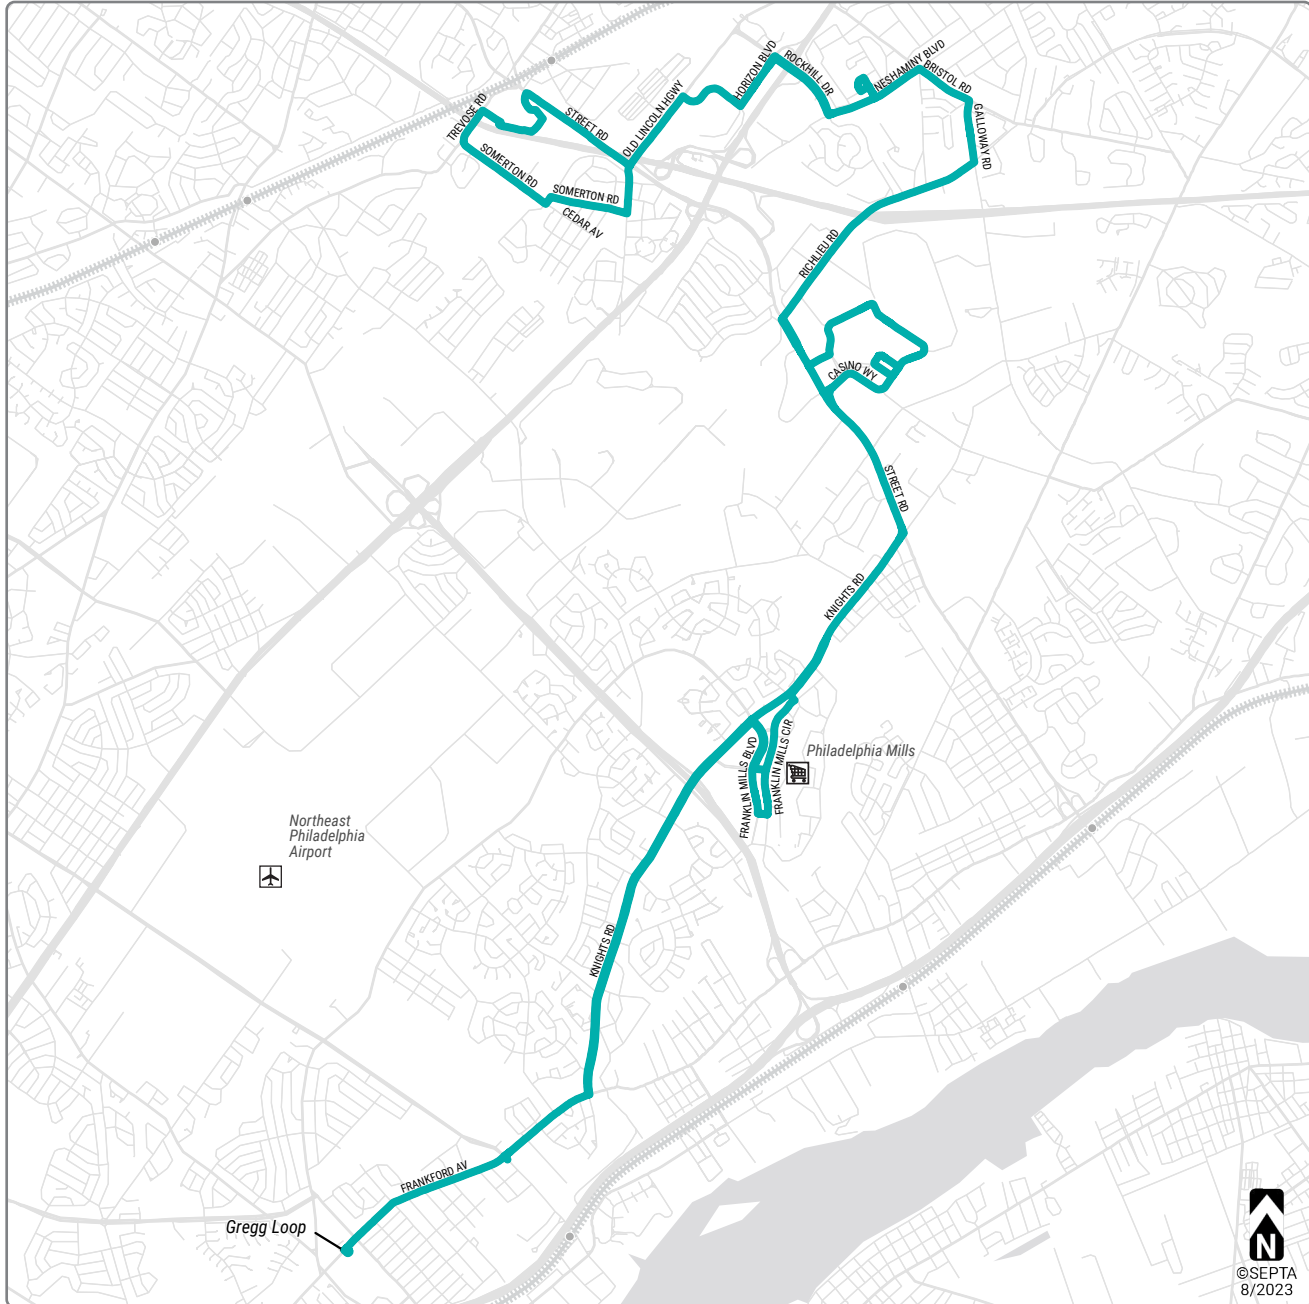 HORIZON BLVD
ROCKHILL DR
NESHAMINY BLVD
BRISTOL RD
TREVOSE RD
STREET RD
OLD LINCOLN HGWY
GALLOWAY RD
SOMERTON RD
SOMERTON RD
CEDAR AV
RICHLIEU RD
CASINO WY
STREET RD
KNIGHTS RD
FRANKLIN MILLS BLVD
FRANKLIN MILLS CIR
Philadelphia Mills
Northeast
Philadelphia
Airport
KNIGHTS RD
FRANKFORD AV
Gregg Loop
N
©SEPTA
8/2023